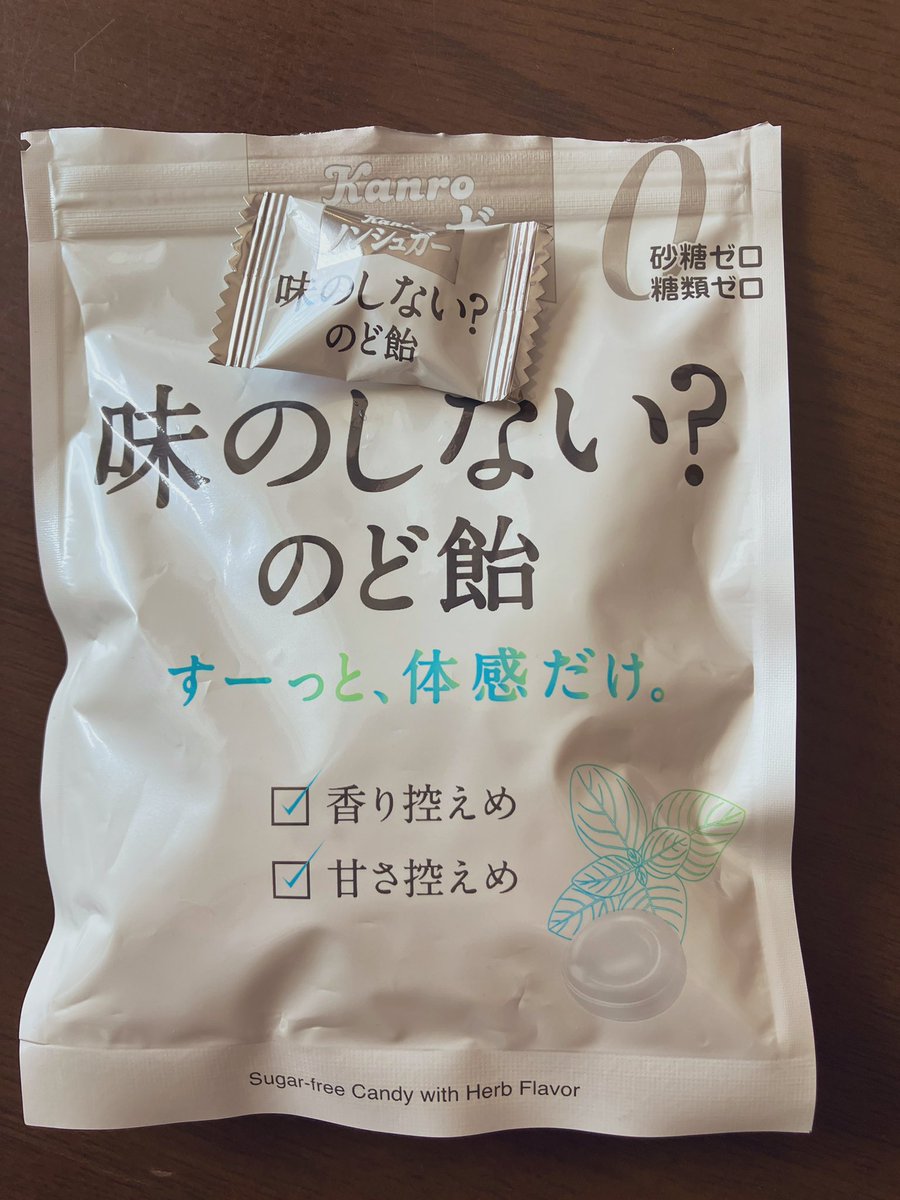 Kanro
0
砂糖ゼロ
糖類ゼロ
ノンシュガー
味のしない?
のど飴
味のしない?
のど飴
すーっと、体感だけ。
香り控えめ
甘さ控えめ
Sugar-free Candy with Herb Flavor